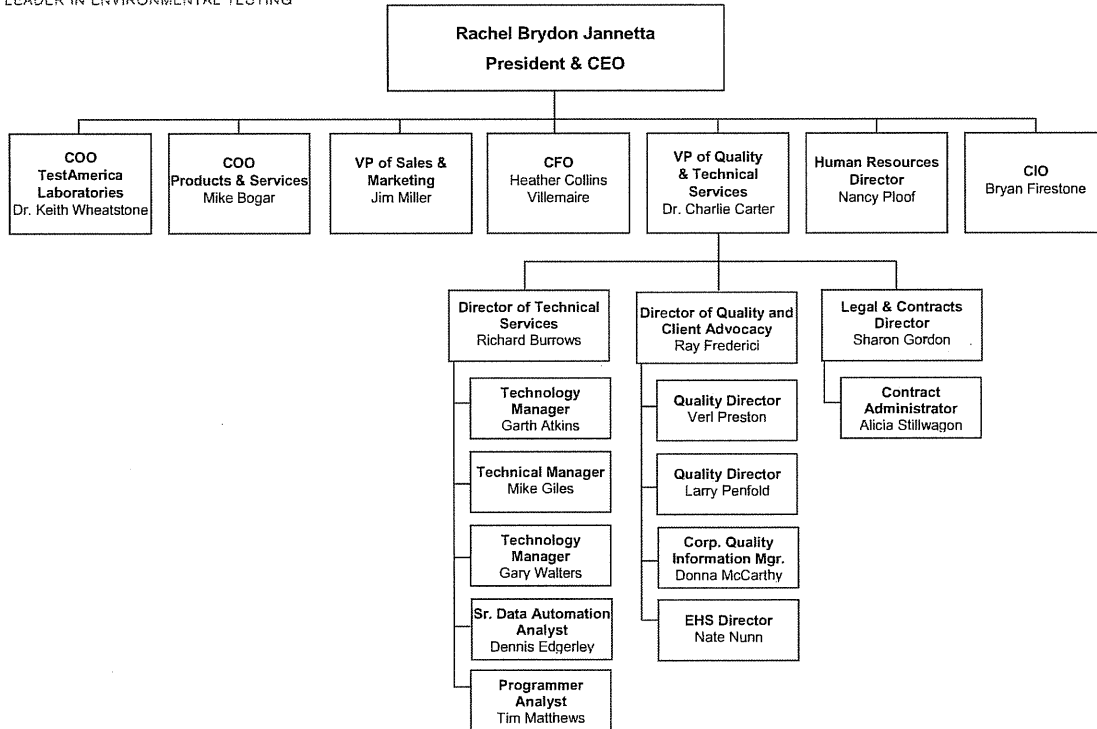 LEADER IN ENVIRONMENTAL TESTING
Rachel Brydon Jannetta
President & CEO
COO
TestAmerica
Laboratories
Dr. Keith Wheatstone
COO
Products & Services
Mike Bogar
VP of Sales &
Marketing
Jim Miller
CFO
Heather Collins
Villemaire
VP of Quality
& Technical
Services
Dr. Charlie Carter
Human Resources
Director
Nancy Ploof
CIO
Bryan Firestone
Director of Technical
Services
Richard Burrows
Director of Quality and
Client Advocacy
Ray Frederici
Legal & Contracts
Director
Sharon Gordon
Technology
Manager
Garth Atkins
Quality Director
Verl Preston
Contract
Administrator
Alicia Stillwagon
Technical Manager
Mike Giles
Quality Director
Larry Penfold
Technology
Manager
Gary Walters
Corp. Quality
Information Mgr.
Donna McCarthy
Sr. Data Automation
Analyst
Dennis Edgerley
EHS Director
Nate Nunn
Programmer
Analyst
Tim Matthews